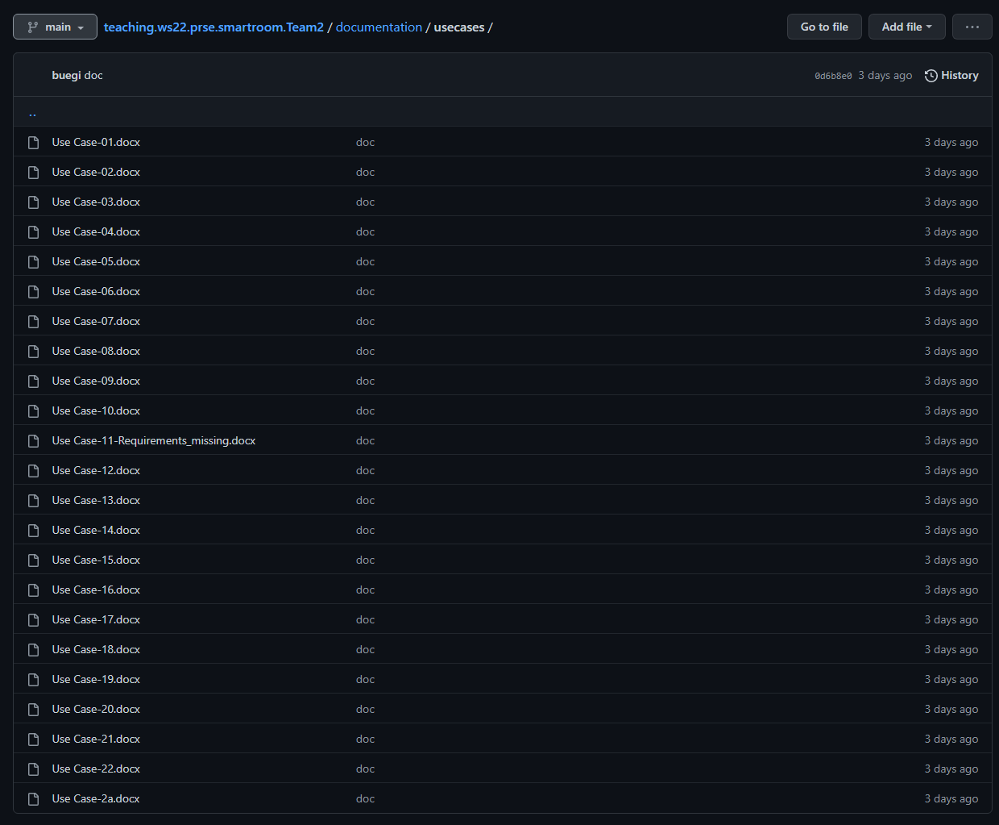 main teaching.ws22.prse.smartroom.Team2 / documentation / usecases / Go to file Add file ...
buegi doc 0d6b8e0 3 days ago History
..
Use Case-01.docx doc 3 days ago
Use Case-02.docx doc 3 days ago
Use Case-03.docx doc 3 days ago
Use Case-04.docx doc 3 days ago
Use Case-05.docx doc 3 days ago
Use Case-06.docx doc 3 days ago
Use Case-07.docx doc 3 days ago
Use Case-08.docx doc 3 days ago
Use Case-09.docx doc 3 days ago
Use Case-10.docx doc 3 days ago
Use Case-11-Requirements_missing.docx doc 3 days ago
Use Case-12.docx doc 3 days ago
Use Case-13.docx doc 3 days ago
Use Case-14.docx doc 3 days ago
Use Case-15.docx doc 3 days ago
Use Case-16.docx doc 3 days ago
Use Case-17.docx doc 3 days ago
Use Case-18.docx doc 3 days ago
Use Case-19.docx doc 3 days ago
Use Case-20.docx doc 3 days ago
Use Case-21.docx doc 3 days ago
Use Case-22.docx doc 3 days ago
Use Case-2a.docx doc 3 days ago